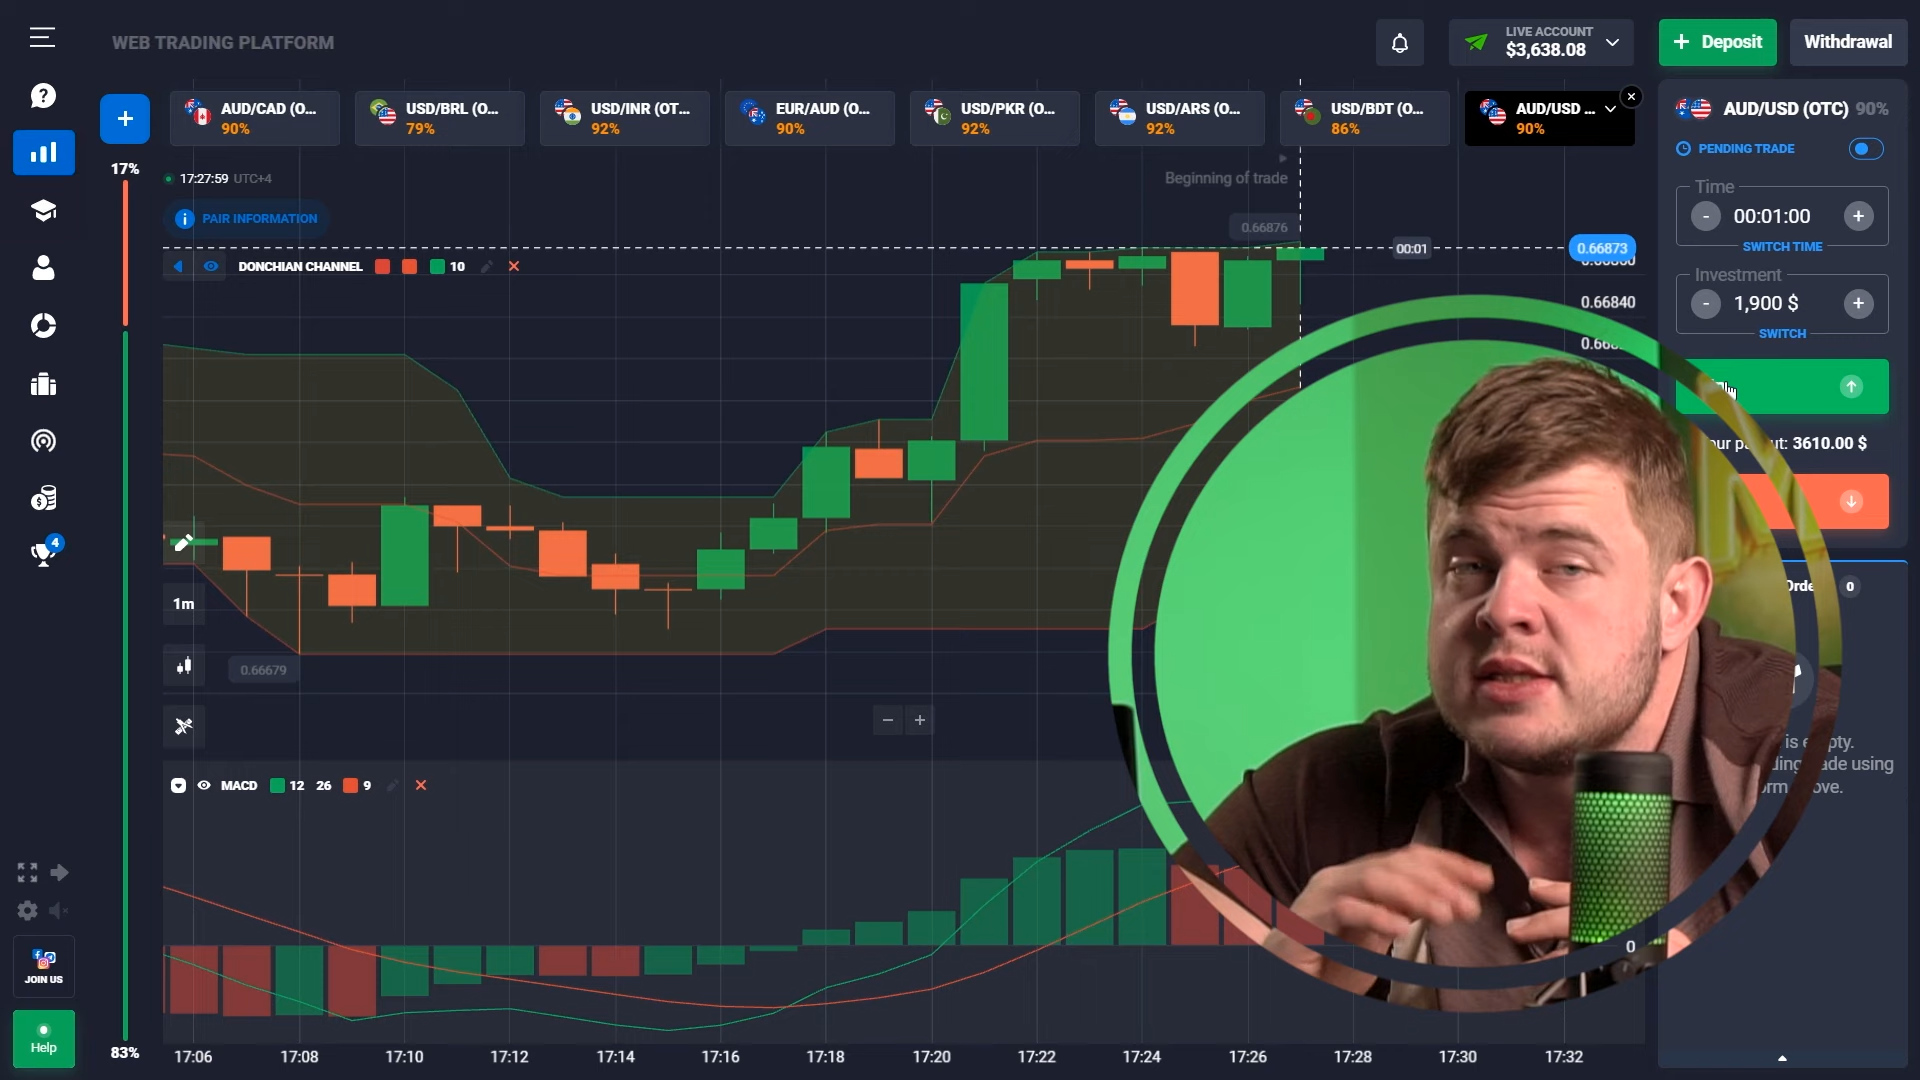 WEB TRADING PLATFORM
LIVE ACCOUNT
$3,638.08
+ Deposit
Withdrawal
AUD/CAD (O...
90%
USD/BRL (O...
79%
USD/INR (OT...
92%
EUR/AUD (O...
90%
USD/PKR (O...
92%
USD/ARS (O...
92%
USD/BDT (O...
86%
AUD/USD ...
90%
AUD/USD (OTC) 90%
PENDING TRADE
Time
- 00:01:00 +
SWITCH TIME
Investment
- 1,900 $ +
SWITCH
3610.00 $
0
17%
17:27:59 UTC+4
Beginning of trade
PAIR INFORMATION
0.66876
00:01
0.66873
DONCHIAN CHANNEL 10
0.66840
1m
0.66679
MACD 12 26 9
0
4
JOIN US
Help
83%
17:06 17:08 17:10 17:12 17:14 17:16 17:18 17:20 17:22 17:24 17:26 17:28 17:30 17:32